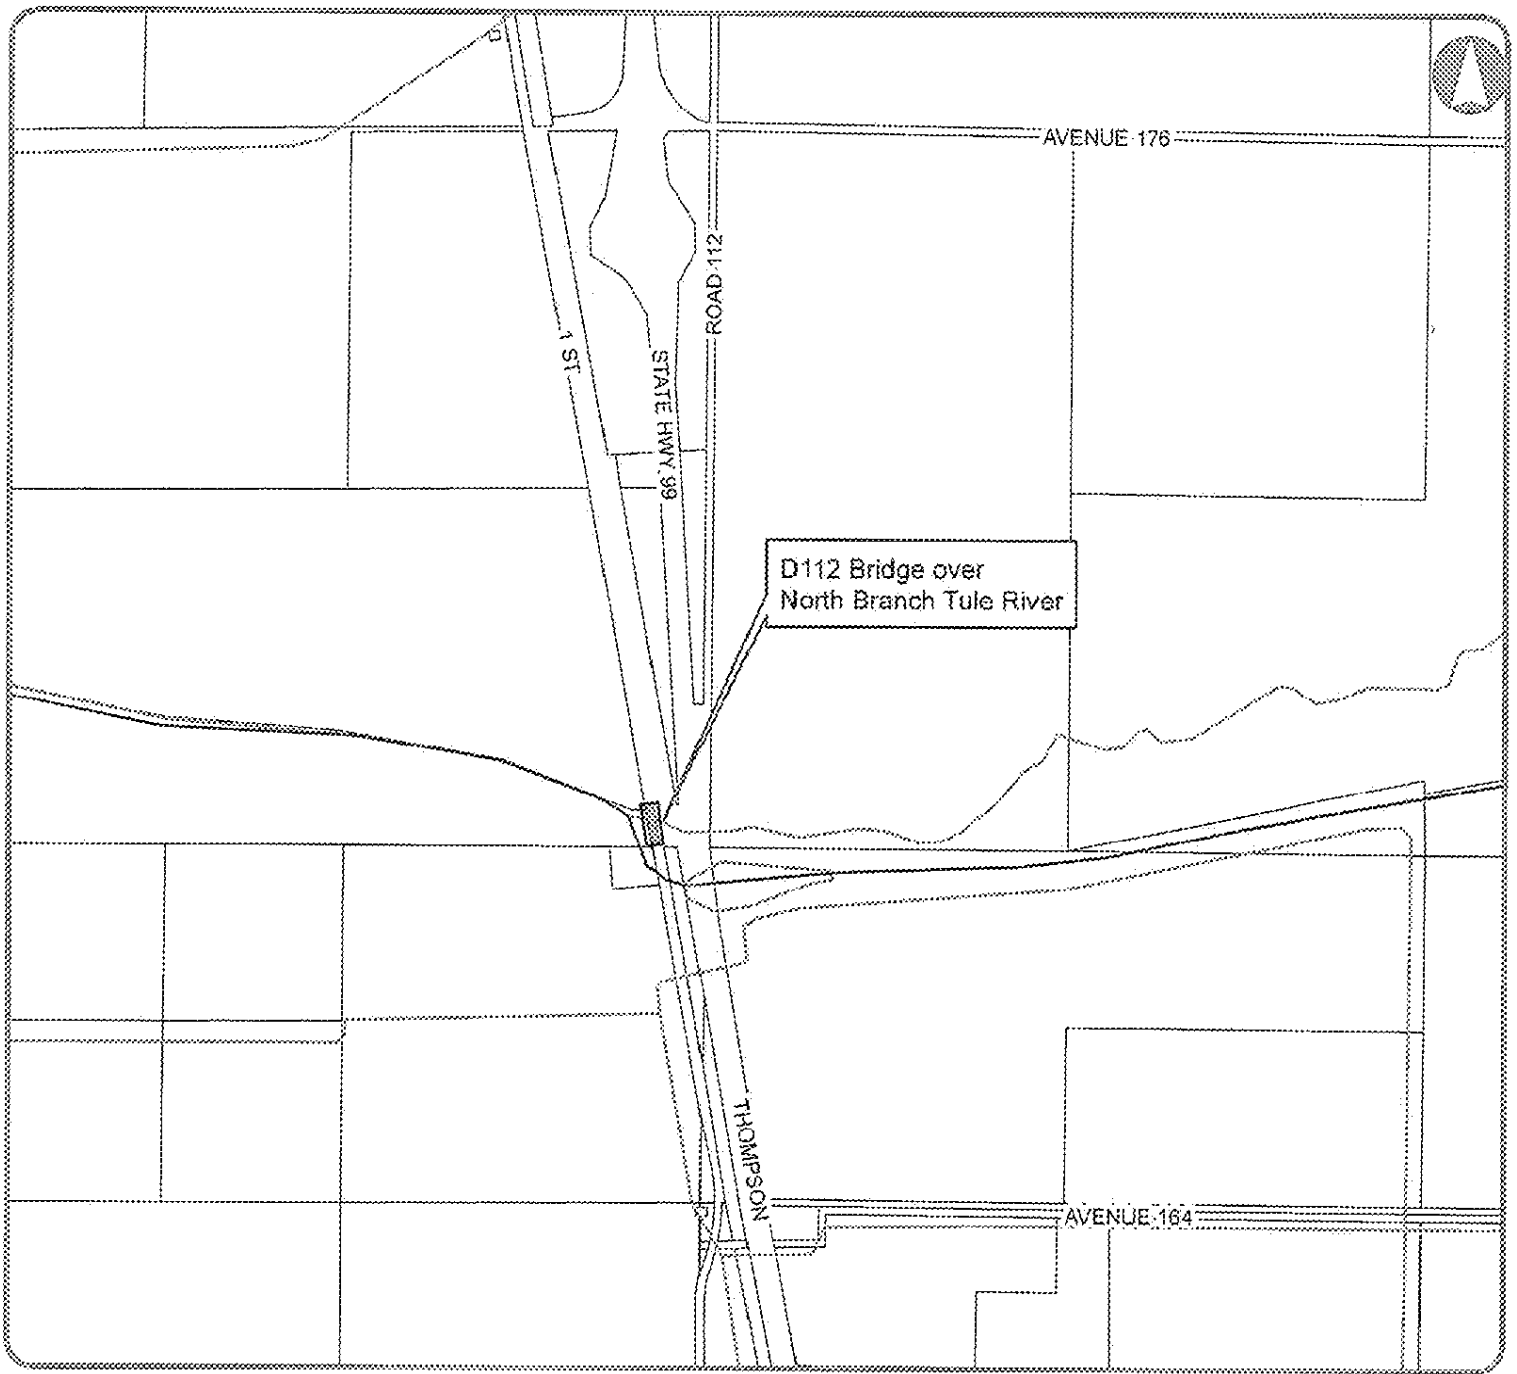 AVENUE 176
ROAD 112
1 ST
STATE HWY 99
D112 Bridge over
North Branch Tule River
THOMPSON
AVENUE 164